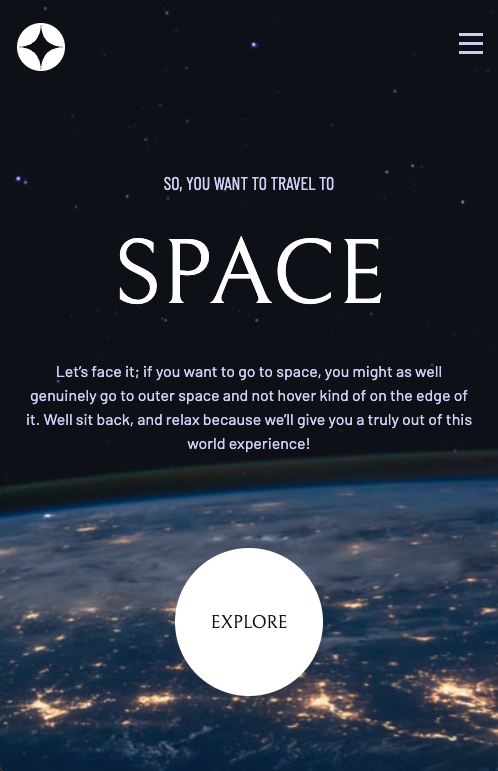 SO, YOU WANT TO TRAVEL TO
SPACE
Let’s face it; if you want to go to space, you might as well
genuinely go to outer space and not hover kind of on the edge of
it. Well sit back, and relax because we’ll give you a truly out of this
world experience!
EXPLORE